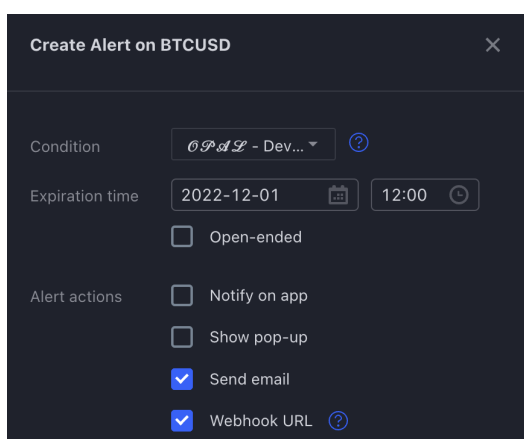 Create Alert on BTCUSD
Condition
𝒪𝒫𝒜ℒ - Dev...
Expiration time
2022-12-01
12:00
Open-ended
Alert actions
Notify on app
Show pop-up
Send email
Webhook URL